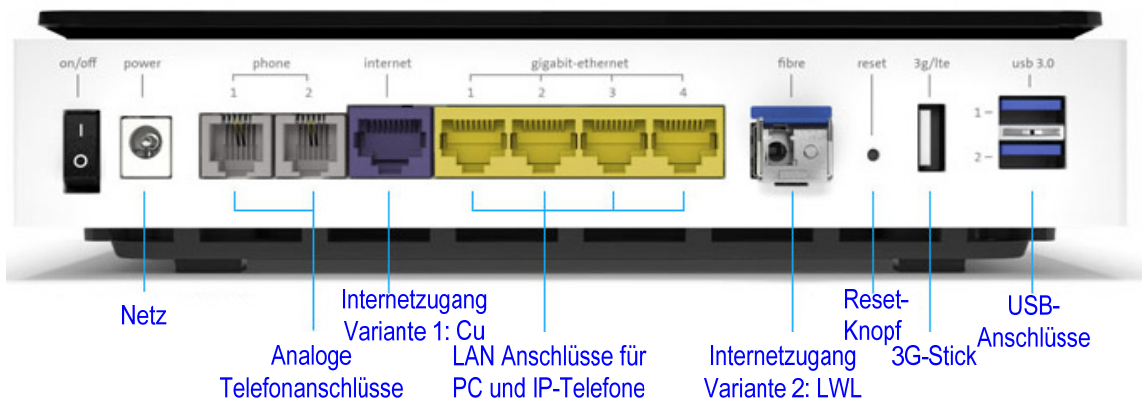 on/off power phone internet gigabit-ethernet fibre reset 3g/lte usb 3.0
1 2 1 2 3 4
1
2
I
O
Netz
Internetzugang
Variante 1: Cu
Analoge
Telefonanschlüsse
LAN Anschlüsse für
PC und IP-Telefone
Internetzugang
Variante 2: LWL
Reset-
Knopf
3G-Stick
USB-
Anschlüsse